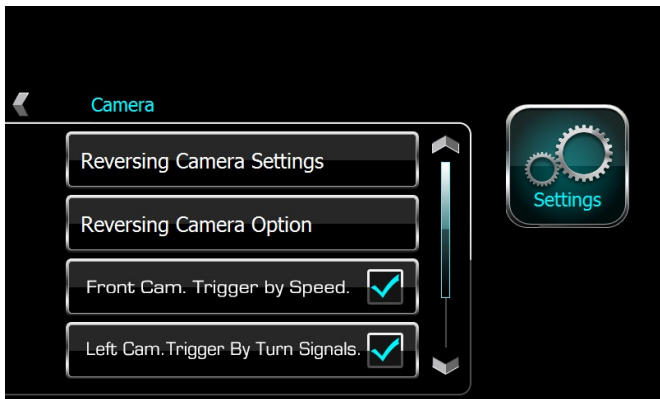 Camera
Reversing Camera Settings
Reversing Camera Option
Front Cam. Trigger by Speed.
Left Cam.Trigger By Turn Signals.
Settings